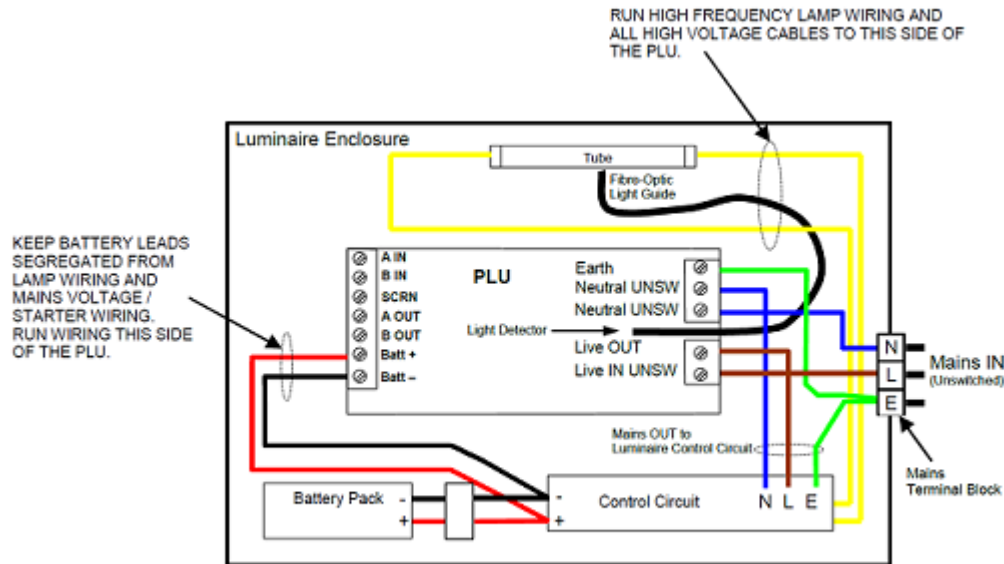 RUN HIGH FREQUENCY LAMP WIRING AND
ALL HIGH VOLTAGE CABLES TO THIS SIDE OF
THE PLU.
Luminaire Enclosure
Tube
Fibre-Optic
Light Guide
KEEP BATTERY LEADS
SEGREGATED FROM
LAMP WIRING AND
MAINS VOLTAGE /
STARTER WIRING.
RUN WIRING THIS SIDE
OF THE PLU.
A IN
B IN
SCRN
A OUT
B OUT
Batt +
Batt –
PLU
Earth
Neutral UNSW
Neutral UNSW
Light Detector
Live OUT
Live IN UNSW
N
L
E
Mains IN
(Unswitched)
Mains OUT to
Luminaire Control Circuit
Mains
Terminal Block
Battery Pack
-
+
-
+
Control Circuit
N L E